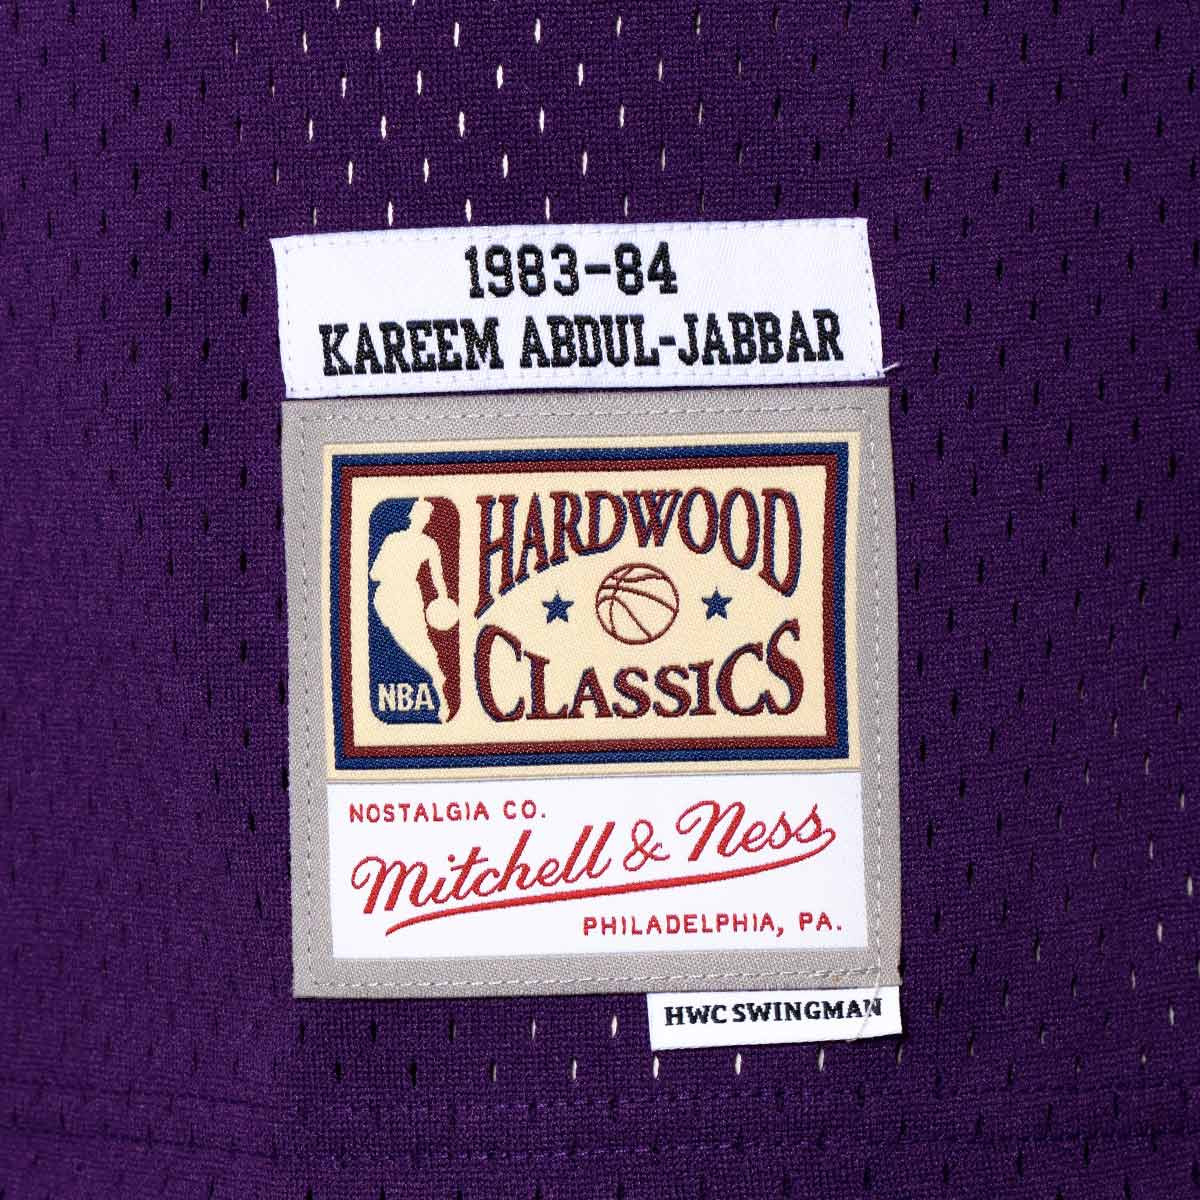 1983-84
KAREEM ABDUL-JABBAR
HARDWOOD
CLASSICS
NBA
NOSTALGIA CO.
Mitchell & Ness
PHILADELPHIA, PA.
HWC SWINGMAN